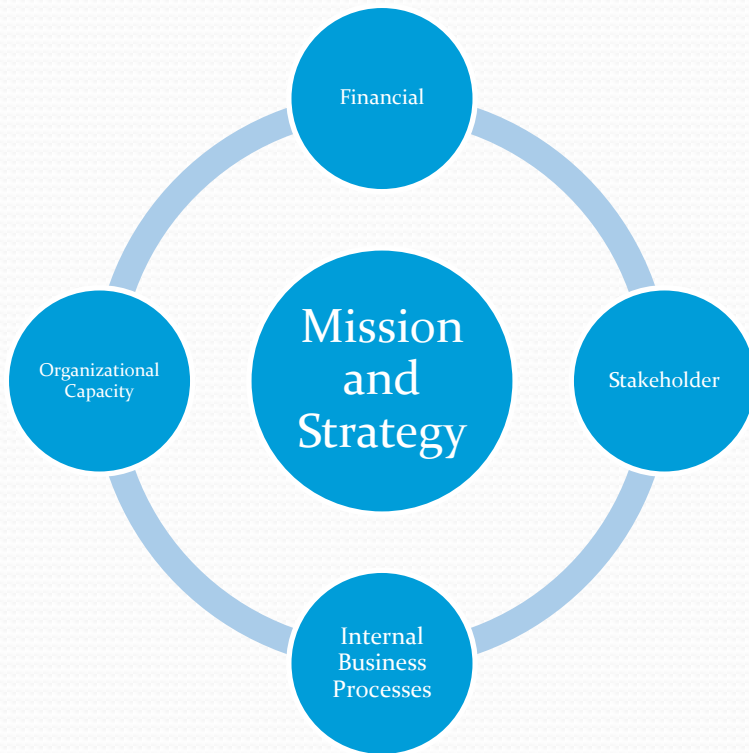 Financial
Mission
and
Strategy
Organizational
Capacity
Stakeholder
Internal
Business
Processes